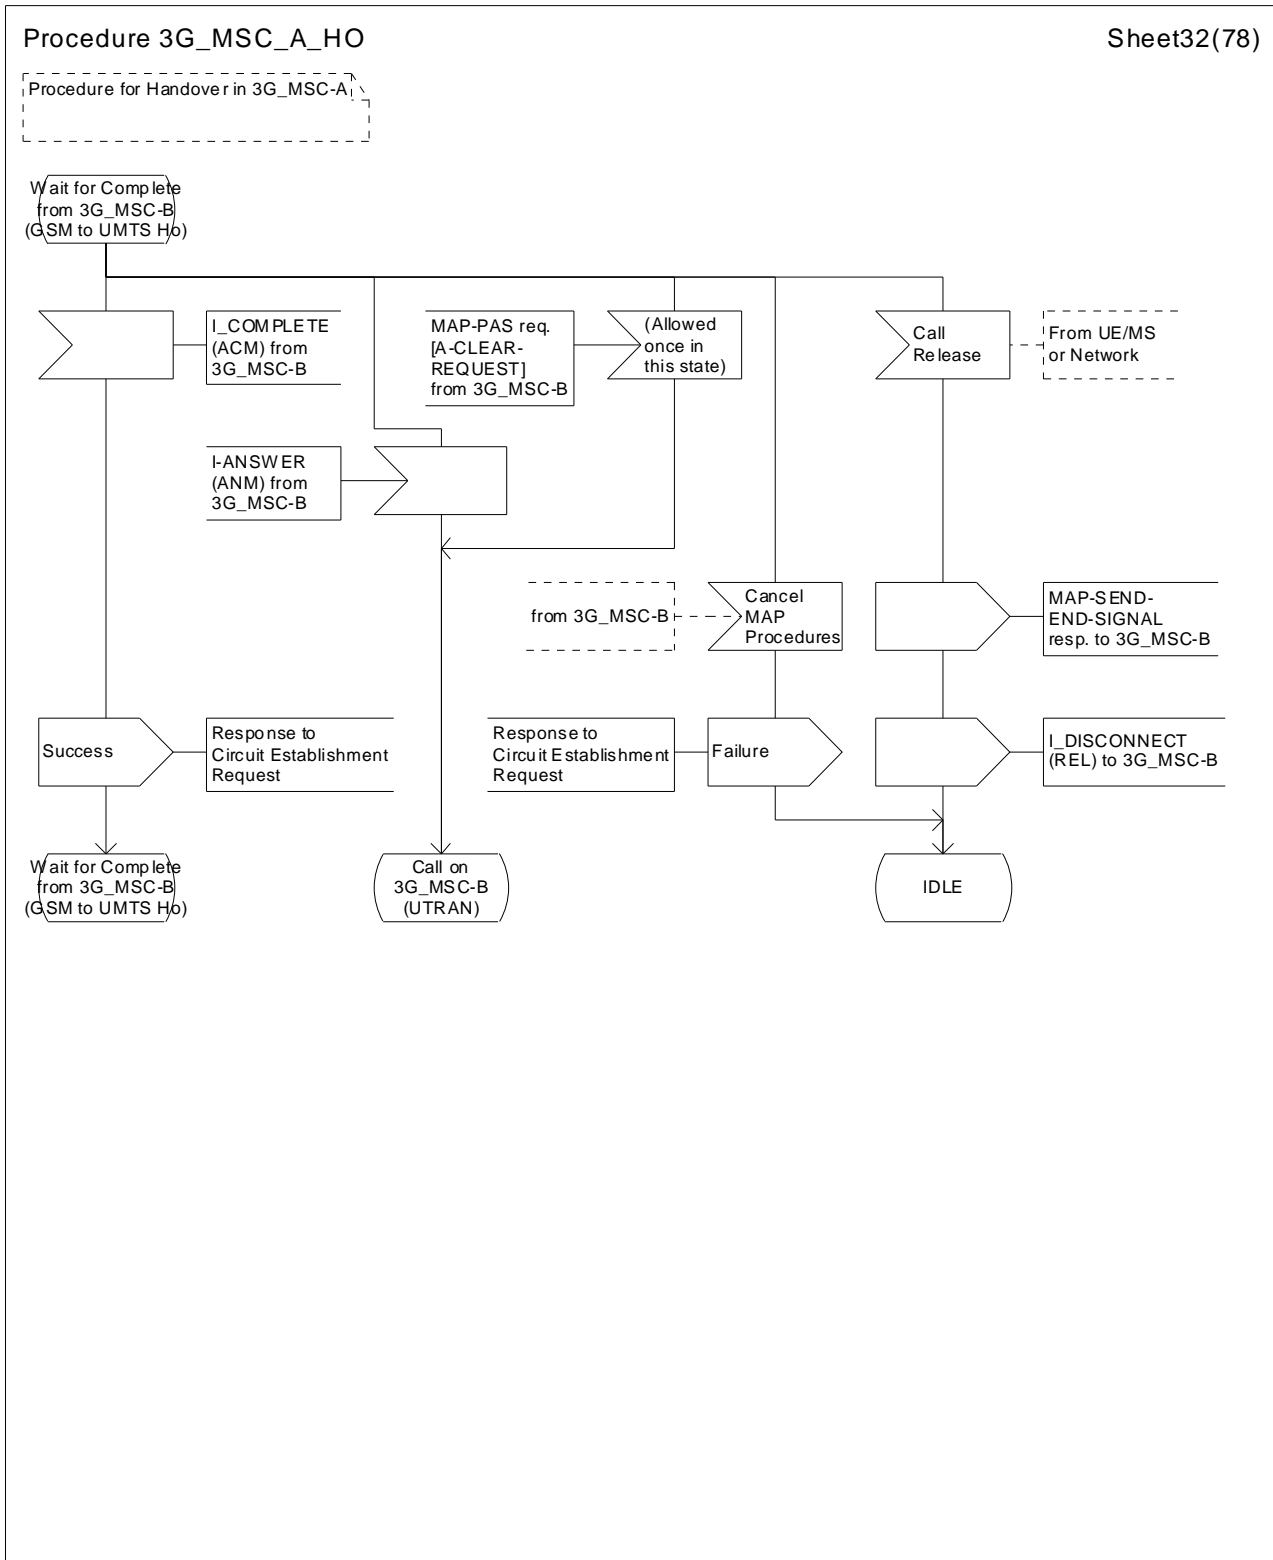 Procedure 3G_MSC_A_HO
Sheet32(78)
Procedure for Handover in 3G_MSC-A
Wait for Complete
from 3G_MSC-B
(GSM to UMTS Ho)
I_COMPLETE
(ACM) from
3G_MSC-B
MAP-PAS req.
[A-CLEAR-
REQUEST]
from 3G_MSC-B
(Allowed
once in
this state)
Call
Release
From UE/MS
or Network
I-ANSWER
(ANM) from
3G_MSC-B
from 3G_MSC-B
Cancel
MAP
Procedures
MAP-SEND-
END-SIGNAL
resp. to 3G_MSC-B
Success
Response to
Circuit Establishment
Request
Response to
Circuit Establishment
Request
Failure
I_DISCONNECT
(REL) to 3G_MSC-B
Wait for Complete
from 3G_MSC-B
(GSM to UMTS Ho)
Call on
3G_MSC-B
(UTRAN)
IDLE